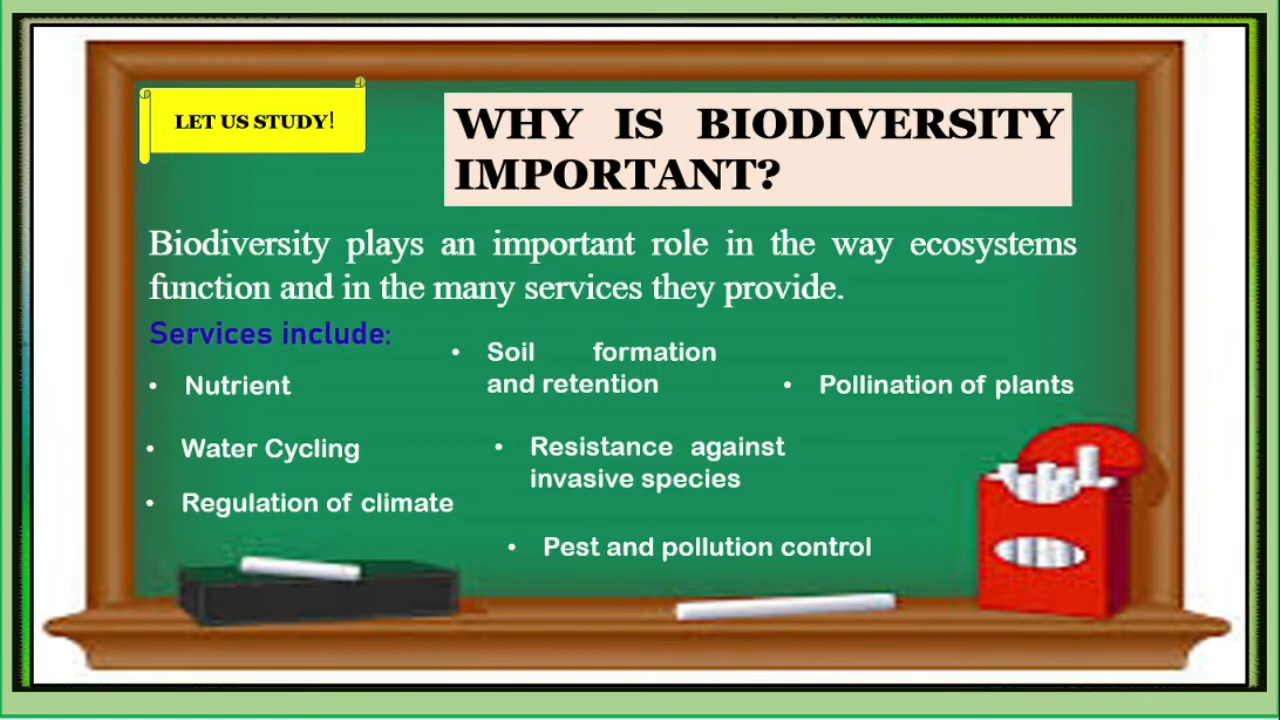 LET US STUDY!
WHY IS BIODIVERSITY
IMPORTANT?
Biodiversity plays an important role in the way ecosystems
function and in the many services they provide.
Services include:
• Nutrient
• Water Cycling
• Regulation of climate
• Soil formation
and retention
• Resistance against
invasive species
• Pest and pollution control
• Pollination of plants